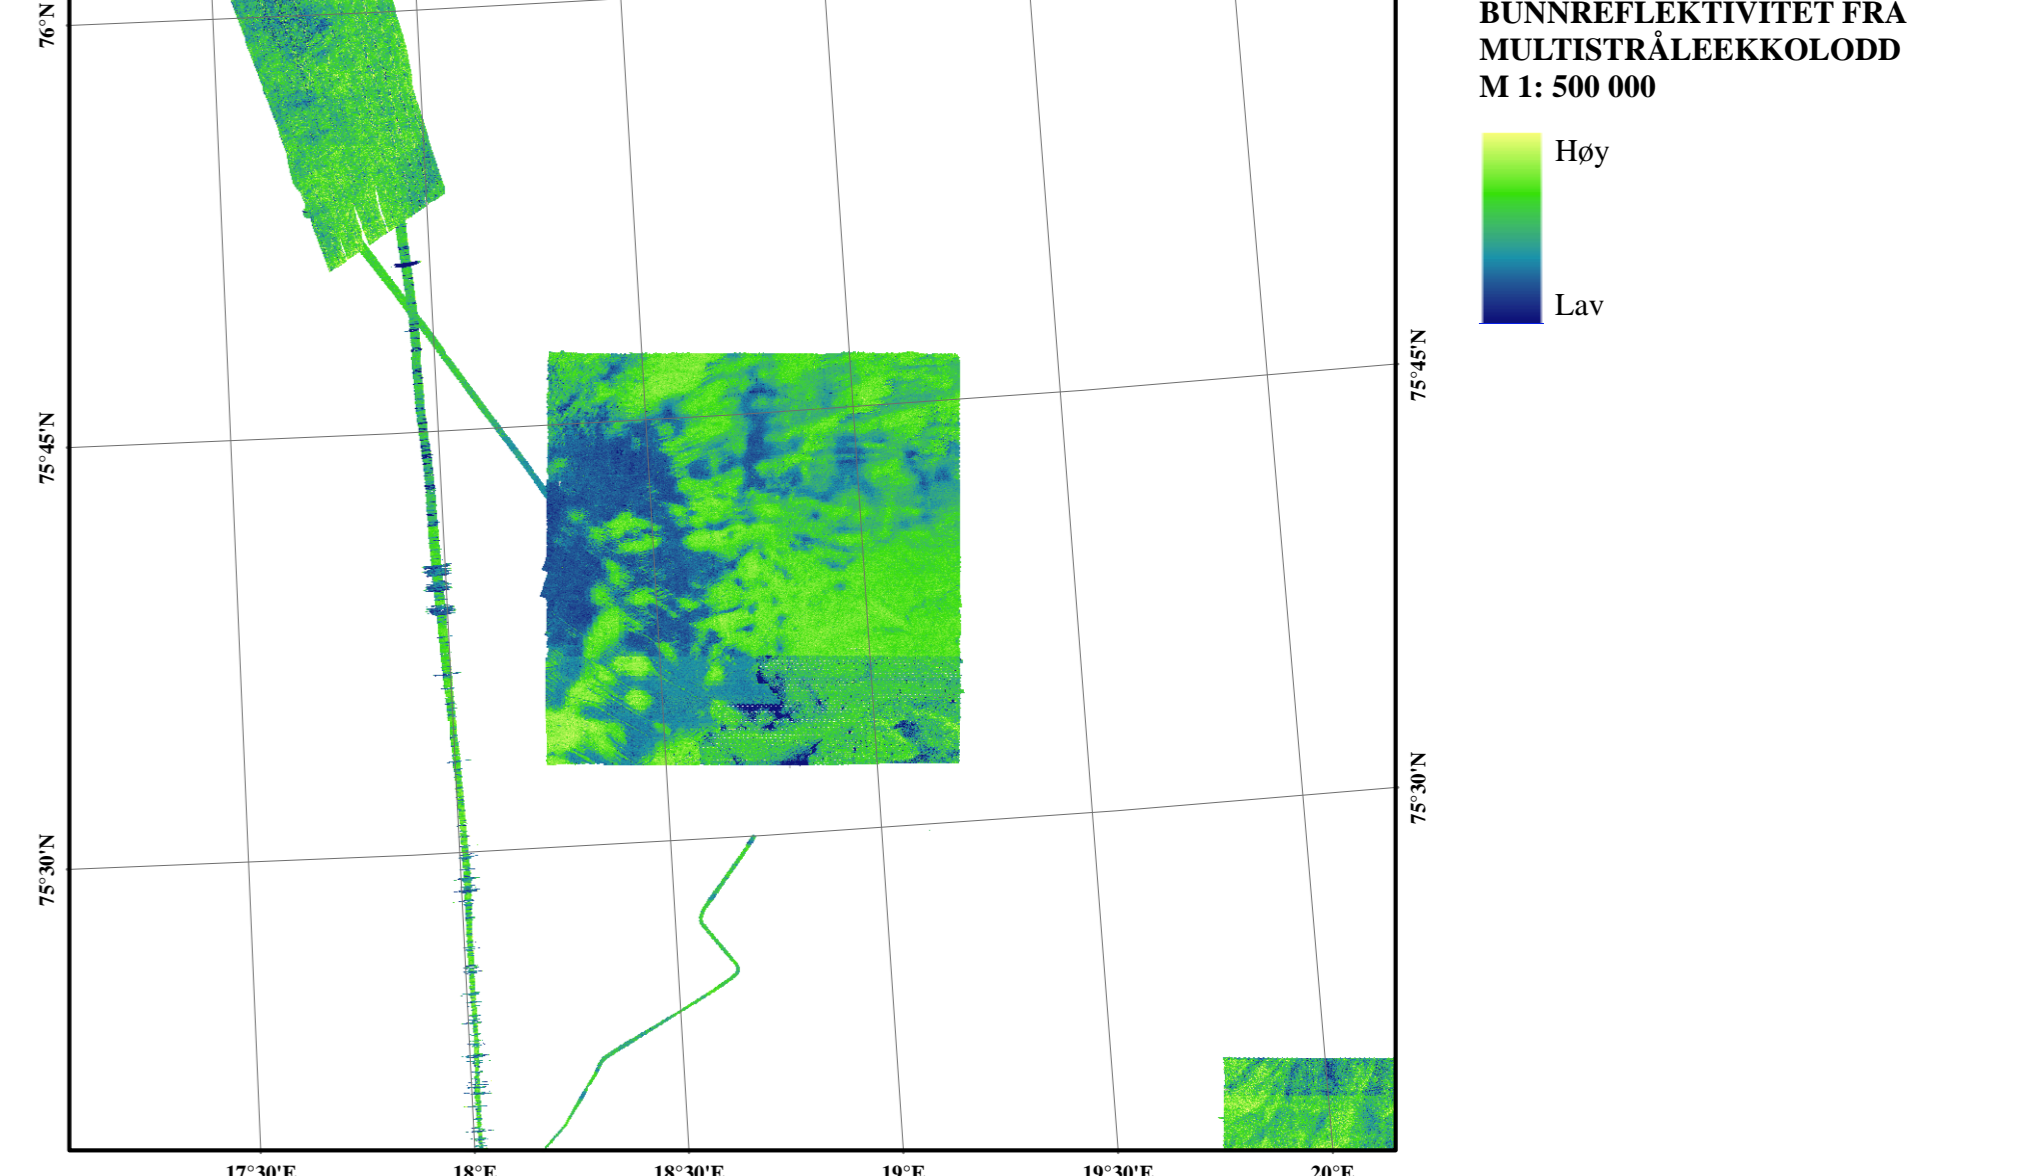 BUNNREFLEKTIVITET FRA
MULTISTRÅLEEKKOLODD
M 1: 500 000
Høy
Lav
76°N
75°45'N
75°30'N
75°45'N
75°30'N
17°30'E
18°E
18°30'E
19°E
19°30'E
20°E